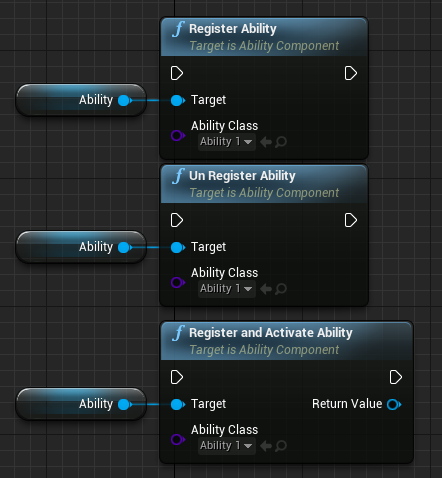 Register Ability
Target is Ability Component
Ability
Target
Ability Class
Ability 1
Un Register Ability
Target is Ability Component
Ability
Target
Ability Class
Ability 1
Register and Activate Ability
Target is Ability Component
Ability
Target
Return Value
Ability Class
Ability 1